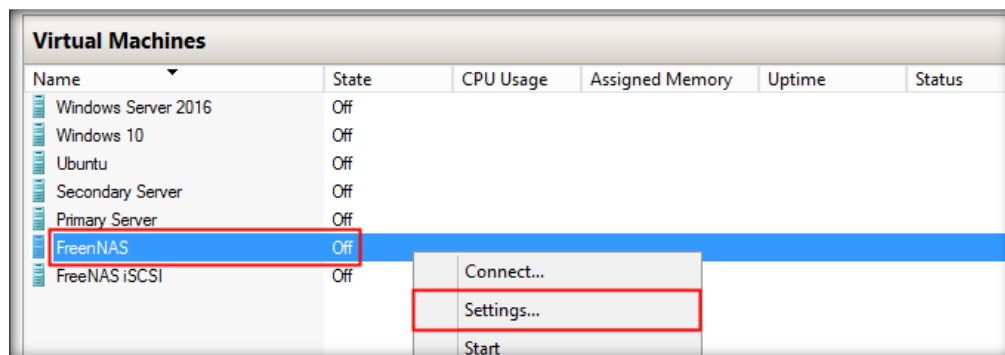 Virtual Machines
Name State CPU Usage Assigned Memory Uptime Status
Windows Server 2016 Off
Windows 10 Off
Ubuntu Off
Secondary Server Off
Primary Server Off
FreenNAS Off
FreeNAS iSCSI Off
Connect...
Settings...
Start